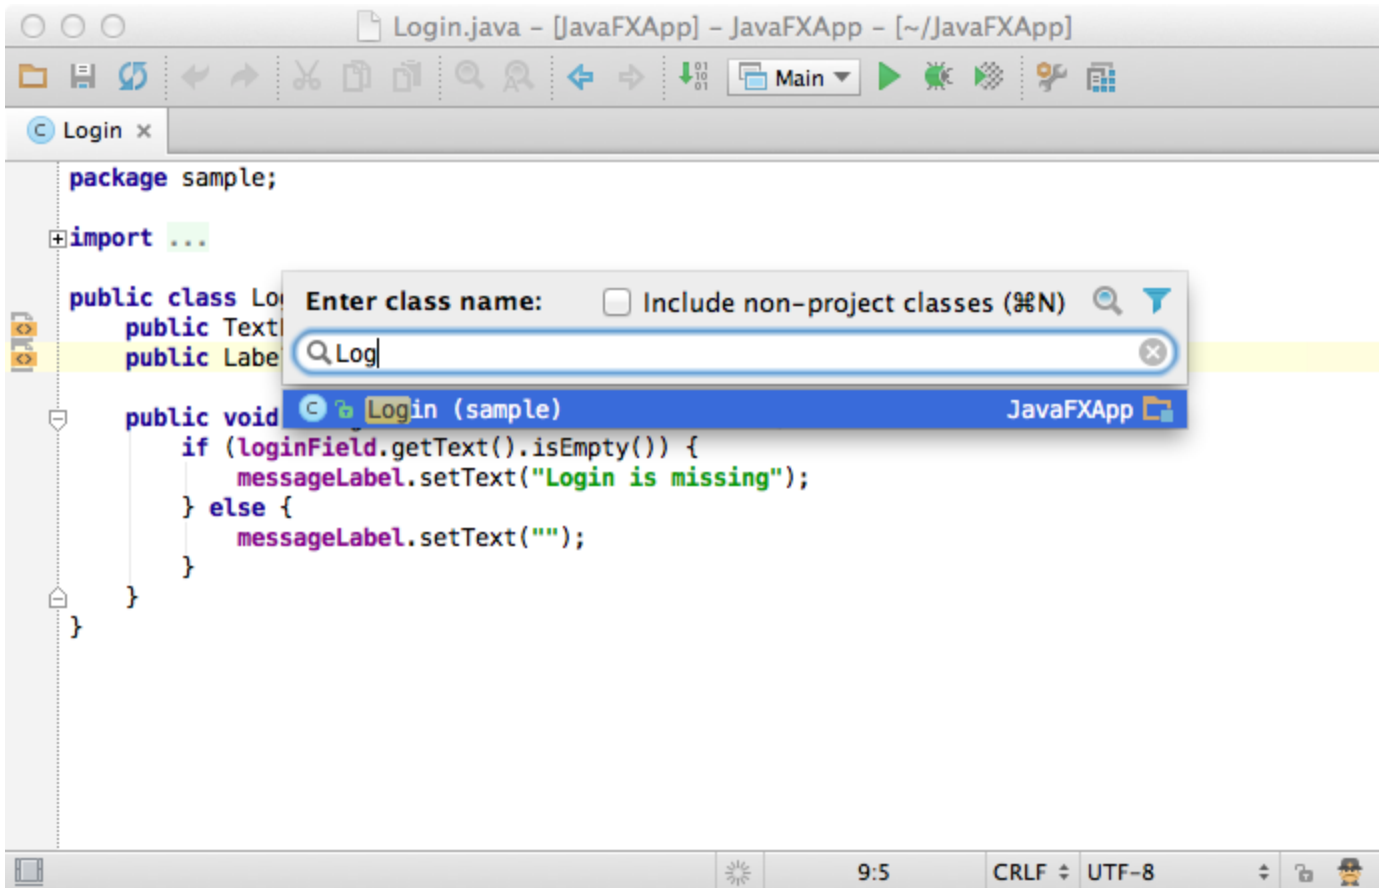 Login.java – [JavaFXApp] – JavaFXApp – [~/JavaFXApp]
Main
Login
package sample;
import ...
public class Lo
Enter class name:
Include non-project classes (⌘N)
public Text
public Labe
Log
public void
Login (sample)
JavaFXApp
if (loginField.getText().isEmpty()) {
messageLabel.setText("Login is missing");
} else {
messageLabel.setText("");
}
}
}
9:5
CRLF
UTF-8